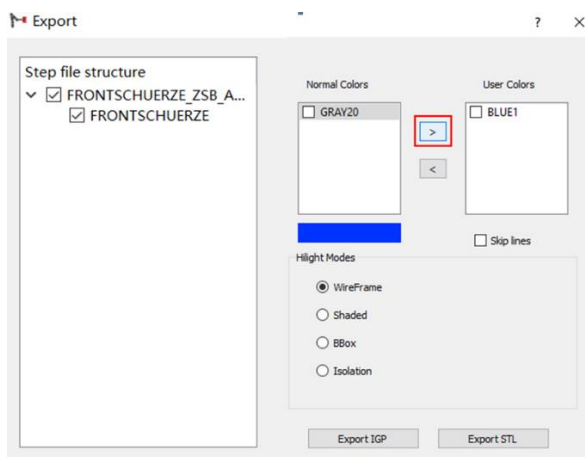 Export
?
Step file structure
FRONTSCHUERZE_ZSB_A...
FRONTSCHUERZE
Normal Colors
User Colors
GRAY20
BLUE1
>
<
Skip lines
Hilight Modes
WireFrame
Shaded
BBox
Isolation
Export IGP
Export STL